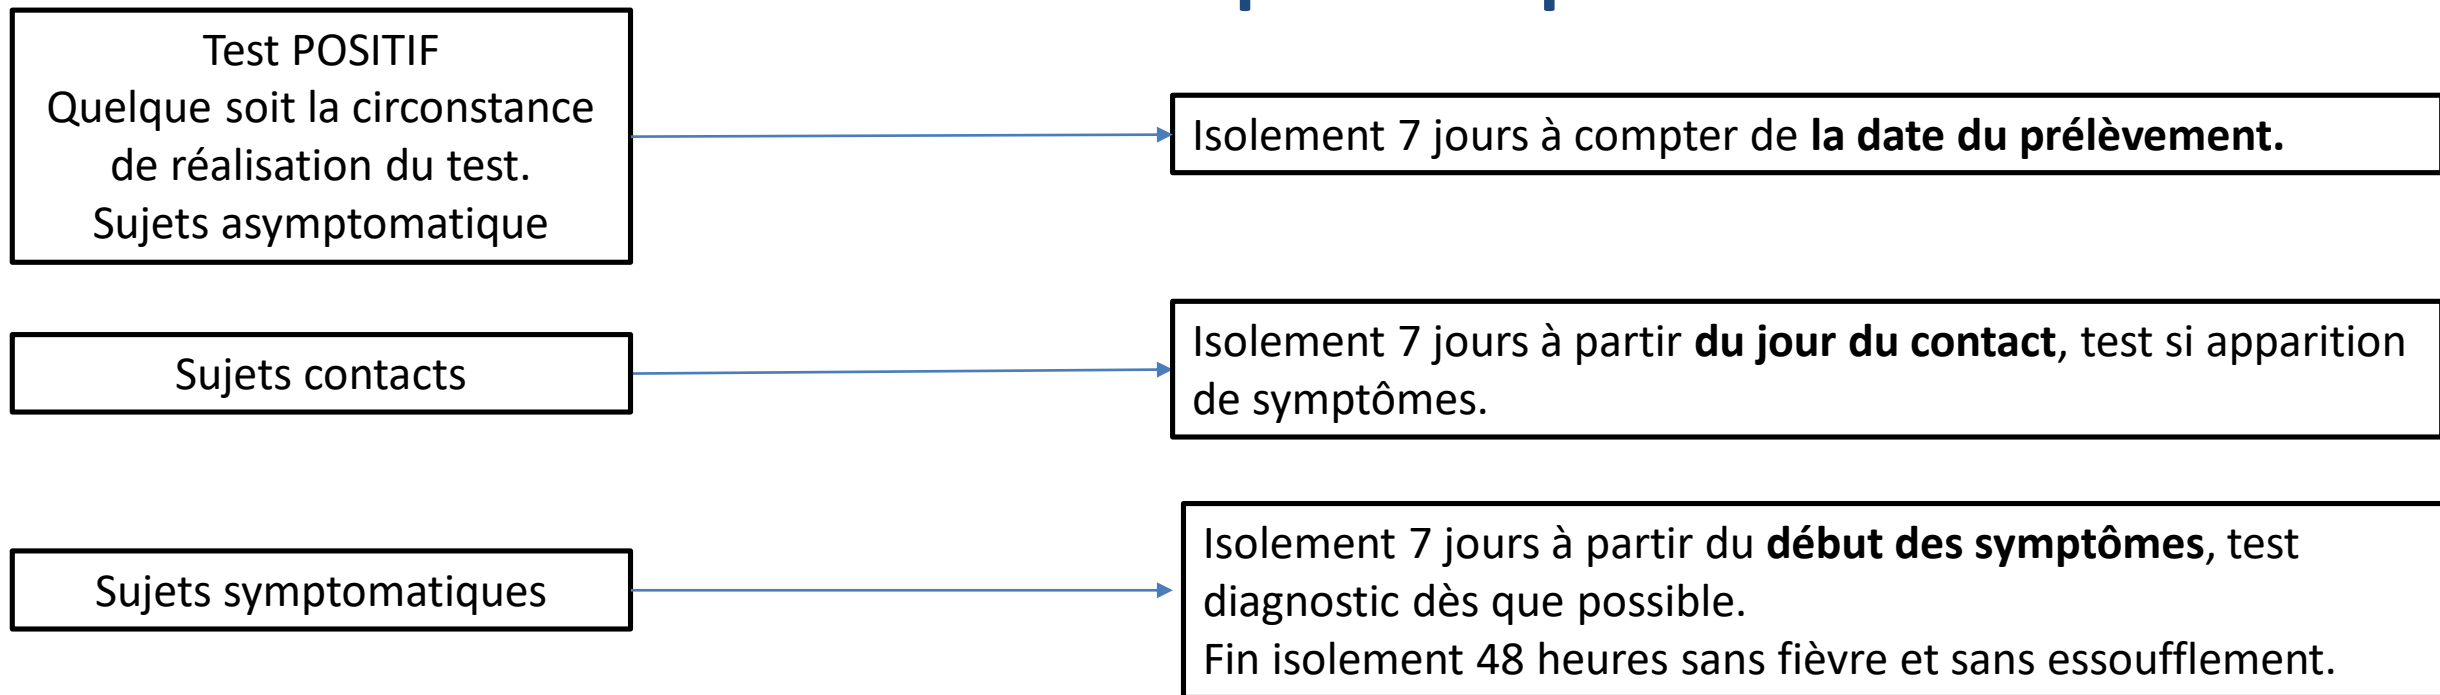 Test POSITIF
Quelque soit la circonstance
de réalisation du test.
Sujets asymptomatique
Isolement 7 jours à compter de la date du prélèvement.
Sujets contacts
Isolement 7 jours à partir du jour du contact, test si apparition
de symptômes.
Sujets symptomatiques
Isolement 7 jours à partir du début des symptômes, test
diagnostic dès que possible.
Fin isolement 48 heures sans fièvre et sans essoufflement.